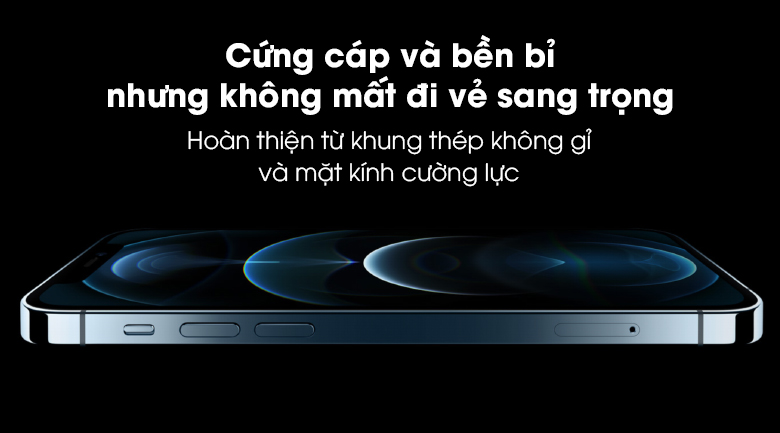 Cứng cáp và bền bỉ
nhưng không mất đi vẻ sang trọng
Hoàn thiện từ khung thép không gỉ
và mặt kính cường lực